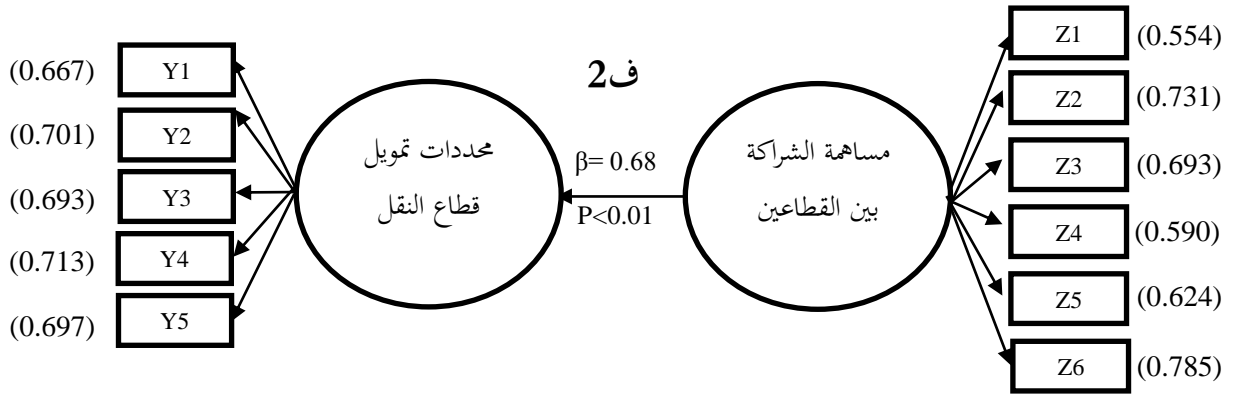 ف2
Z1 (0.554)
Z2 (0.731)
Z3 (0.693)
Z4 (0.590)
Z5 (0.624)
Z6 (0.785)
مساهمة الشراكة
بين القطاعين
β= 0.68
P<0.01
محددات تمويل
قطاع النقل
(0.667) Y1
(0.701) Y2
(0.693) Y3
(0.713) Y4
(0.697) Y5